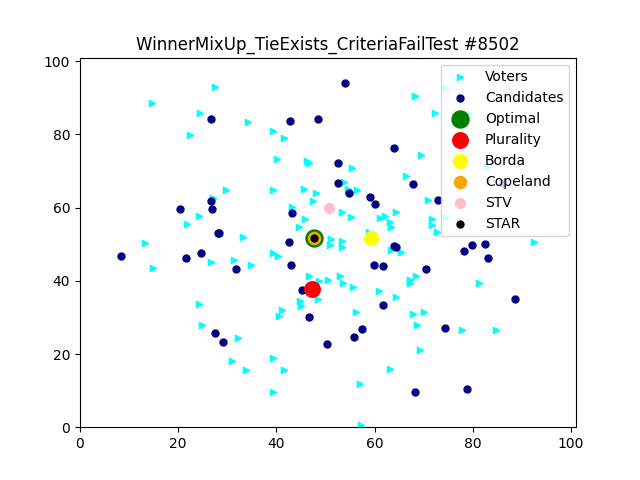 WinnerMixUp_TieExists_CriteriaFailTest #8502
100
80
60
40
20
0
0
20
40
60
80
100
Voters
Candidates
Optimal
Plurality
Borda
Copeland
STV
STAR